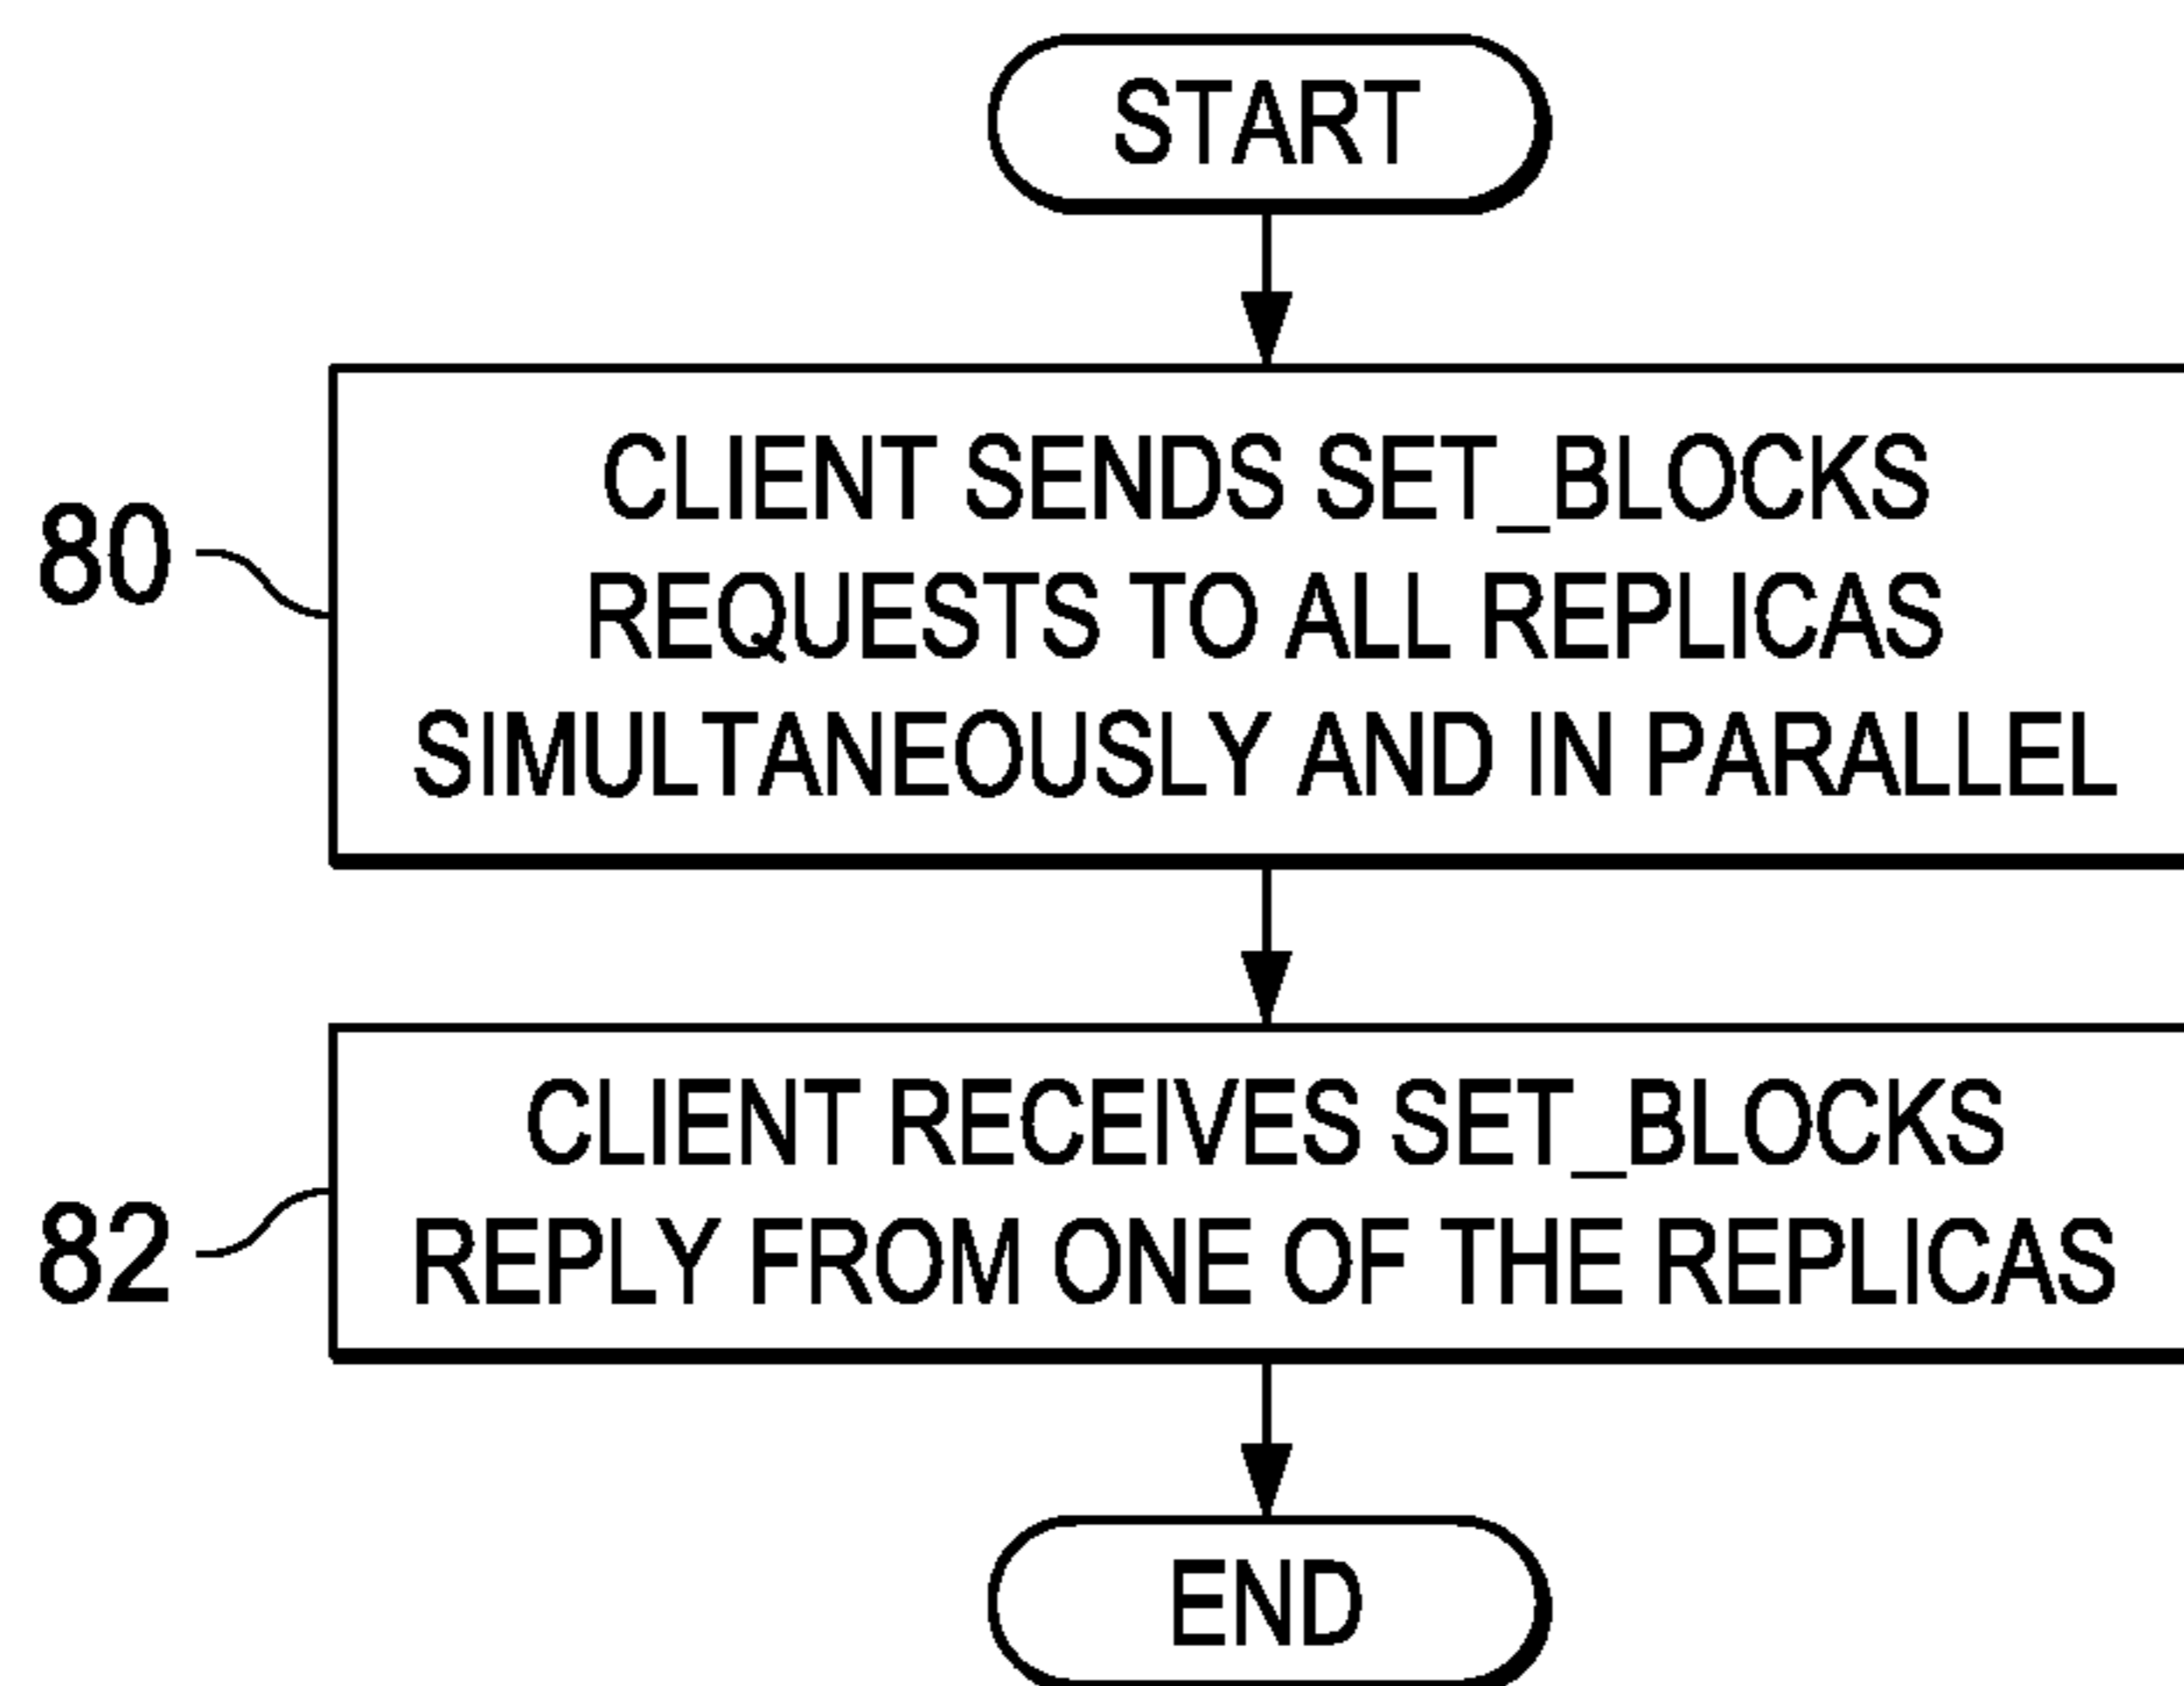 START
80
CLIENT SENDS SET_BLOCKS
REQUESTS TO ALL REPLICAS
SIMULTANEOUSLY AND IN PARALLEL
82
CLIENT RECEIVES SET_BLOCKS
REPLY FROM ONE OF THE REPLICAS
END